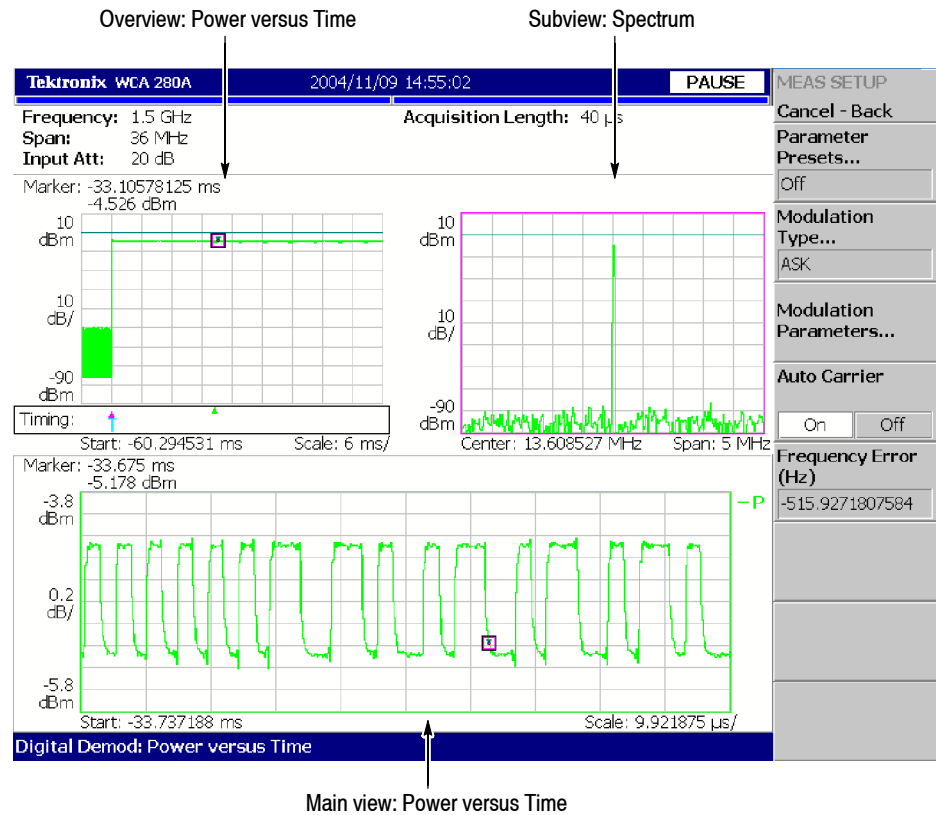 Overview: Power versus Time
Subview: Spectrum
Tektronix WCA 280A 2004/11/09 14:55:02 PAUSE
Frequency: 1.5 GHz Acquisition Length: 40 µs
Span: 36 MHz
Input Att: 20 dB
Marker: -33.10578125 ms
-4.526 dBm
10
dBm
10
dB/
-90
dBm
Timing:
Start: -60.294531 ms Scale: 6 ms/
10
dBm
10
dB/
-90
dBm
Center: 13.608527 MHz Span: 5 MHz
Marker: -33.675 ms
-5.178 dBm
-3.8
dBm
0.2
dB/
-5.8
dBm
P
Start: -33.737188 ms Scale: 9.921875 µs/
Digital Demod: Power versus Time
MEAS SETUP
Cancel - Back
Parameter
Presets...
Off
Modulation
Type...
ASK
Modulation
Parameters...
Auto Carrier
On Off
Frequency Error
(Hz)
-515.9271807584
Main view: Power versus Time